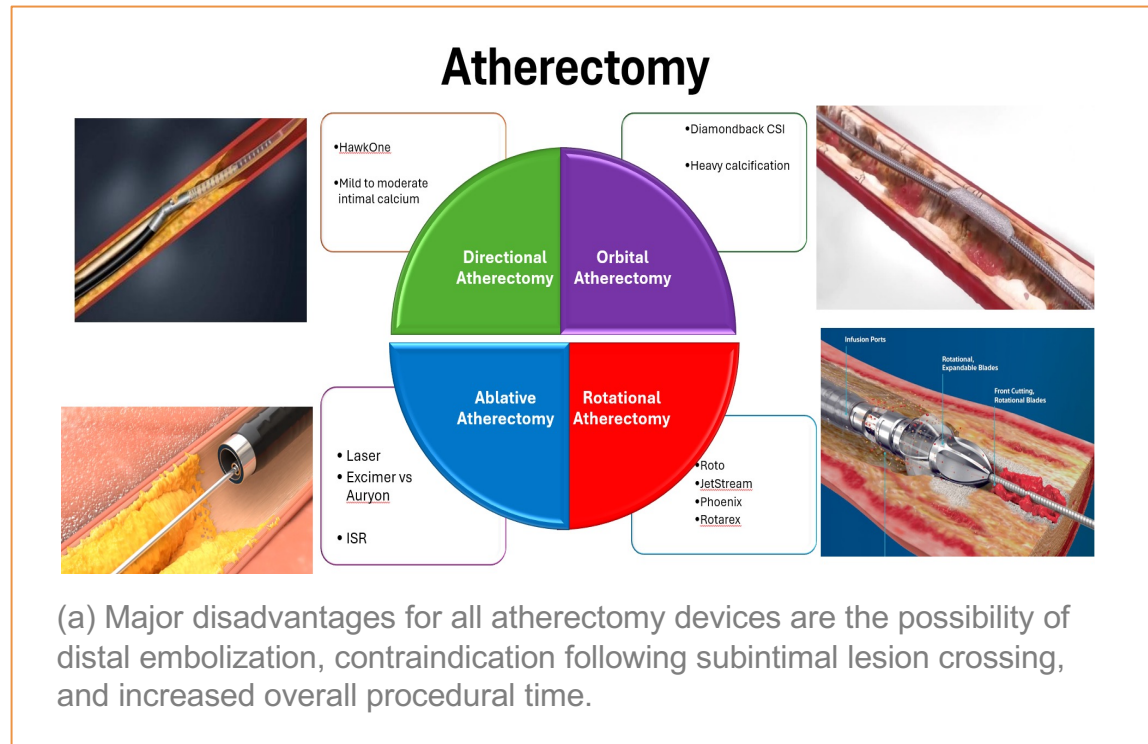 Atherectomy
•HawkOne
•Mild to moderate
intimal calcium
•Diamondback CSI
•Heavy calcification
Directional
Atherectomy
Orbital
Atherectomy
Ablative
Atherectomy
Rotational
Atherectomy
• Laser
• Excimer vs
Auryon
• ISR
•Roto
•JetStream
•Phoenix
•Rotarex
Infusion Ports
Rotational,
Expandable Blades
Front Cutting,
Rotational Blades
(a) Major disadvantages for all atherectomy devices are the possibility of
distal embolization, contraindication following subintimal lesion crossing,
and increased overall procedural time.